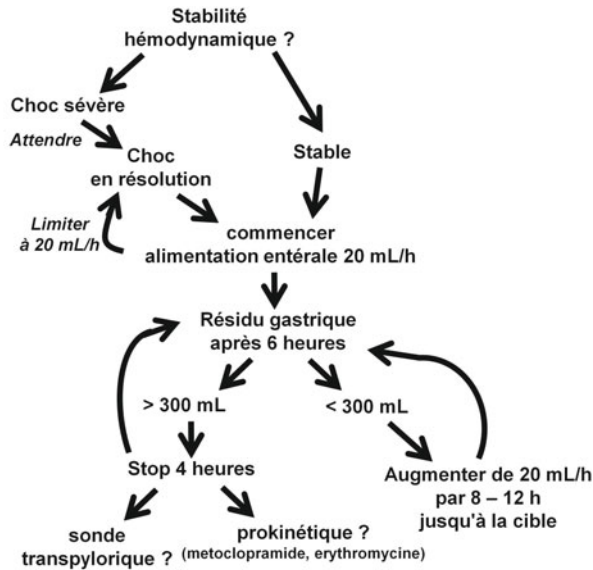 Stabilité
hémodynamique ?
Choc sévère
Attendre
Choc
en résolution
Stable
Limiter
à 20 mL/h
commencer
alimentation entérale 20 mL/h
Résidu gastrique
après 6 heures
> 300 mL
< 300 mL
Stop 4 heures
Augmenter de 20 mL/h
par 8 – 12 h
jusqu'à la cible
sonde
transpylorique ?
prokinétique ?
(metoclopramide, erythromycine)